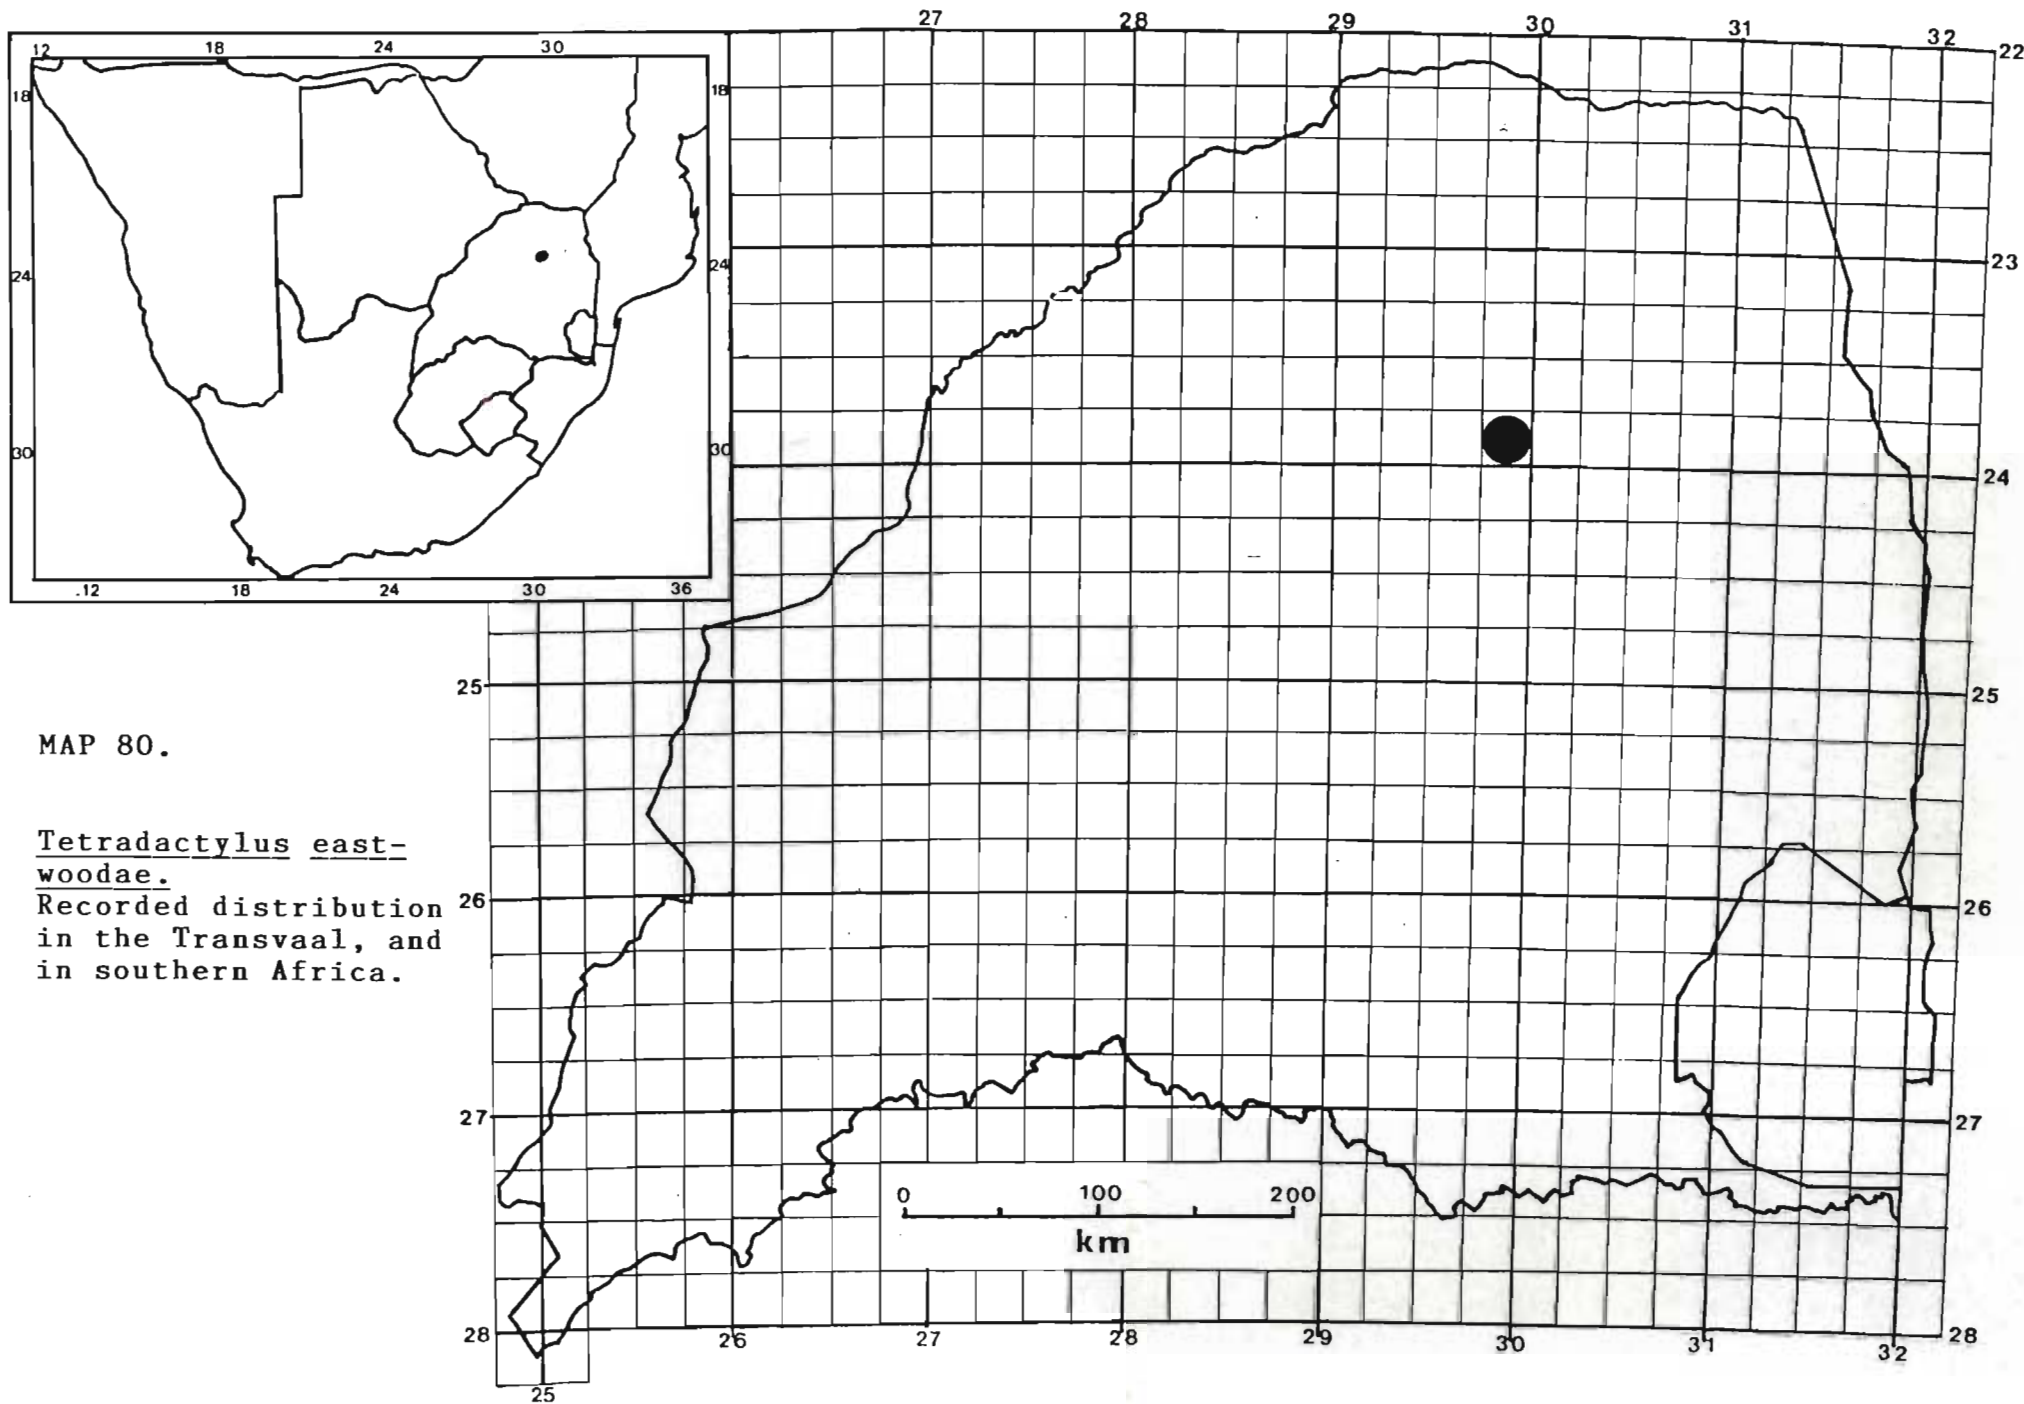 27 28 29 30 31 32
22
12 18 24 30
18 18
23
24 24
30 30
24
.12 18 24 30 36
25 25
MAP 80.
Tetradactylus east-
woodae.
Recorded distribution
in the Transvaal, and
in southern Africa.
26 26
27 27
0 100 200
km
28 28
26 27 28 29 30 31 32
25